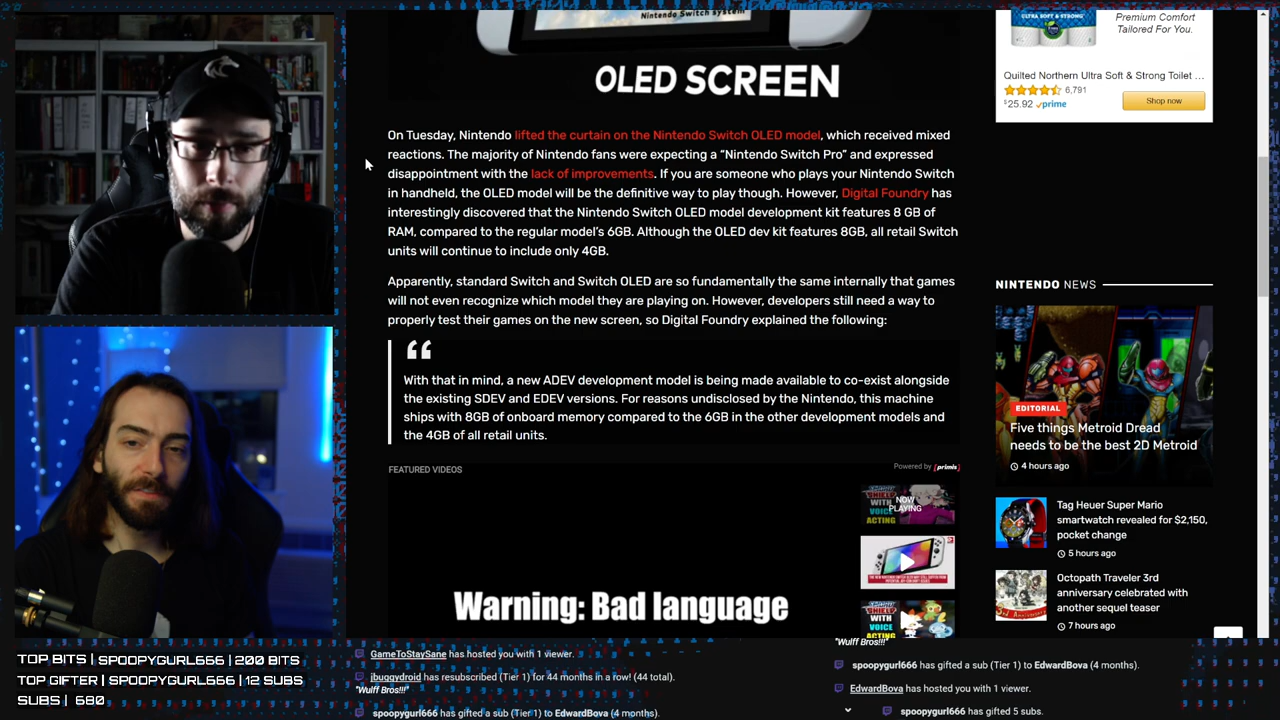 Nintendo Switch system
OLED SCREEN
On Tuesday, Nintendo lifted the curtain on the Nintendo Switch OLED model, which received mixed
reactions. The majority of Nintendo fans were expecting a “Nintendo Switch Pro” and expressed
disappointment with the lack of improvements. If you are someone who plays your Nintendo Switch
in handheld, the OLED model will be the definitive way to play though. However, Digital Foundry has
interestingly discovered that the Nintendo Switch OLED model development kit features 8 GB of
RAM, compared to the regular model’s 6GB. Although the OLED dev kit features 8GB, all retail Switch
units will continue to include only 4GB.
Apparently, standard Switch and Switch OLED are so fundamentally the same internally that games
will not even recognize which model they are playing on. However, developers still need a way to
properly test their games on the new screen, so Digital Foundry explained the following:
“
With that in mind, a new ADEV development model is being made available to co-exist alongside
the existing SDEV and EDEV versions. For reasons undisclosed by the Nintendo, this machine
ships with 8GB of onboard memory compared to the 6GB in the other development models and
the 4GB of all retail units.
FEATURED VIDEOS
Powered by [primis]
NOW
PLAYING
SHIELD
WITH
VOICE
ACTING
SHIELD
WITH
VOICE
ACTING
Warning: Bad language
ULTRA SOFT & STRONG
Premium Comfort
Tailored For You.
Quilted Northern Ultra Soft & Strong Toilet ...
6,791
$25.92 prime
Shop now
NINTENDO NEWS
EDITORIAL
Five things Metroid Dread
needs to be the best 2D Metroid
4 hours ago
Tag Heuer Super Mario
smartwatch revealed for $2,150,
pocket change
5 hours ago
Octopath Traveler 3rd
anniversary celebrated with
another sequel teaser
7 hours ago
TOP BITS | SPOOPYGURL666 | 200 BITS
TOP GIFTER | SPOOPYGURL666 | 12 SUBS
SUBS | 680
GameToStaySane has hosted you with 1 viewer.
jbuggydroid has resubscribed (Tier 1) for 44 months in a row! (44 total).
"Wulff Bros!!!"
spoopygurl666 has gifted a sub (Tier 1) to EdwardBova (4 months).
"Wulff Bros!!!"
spoopygurl666 has gifted a sub (Tier 1) to EdwardBova (4 months).
EdwardBova has hosted you with 1 viewer.
spoopygurl666 has gifted 5 subs.